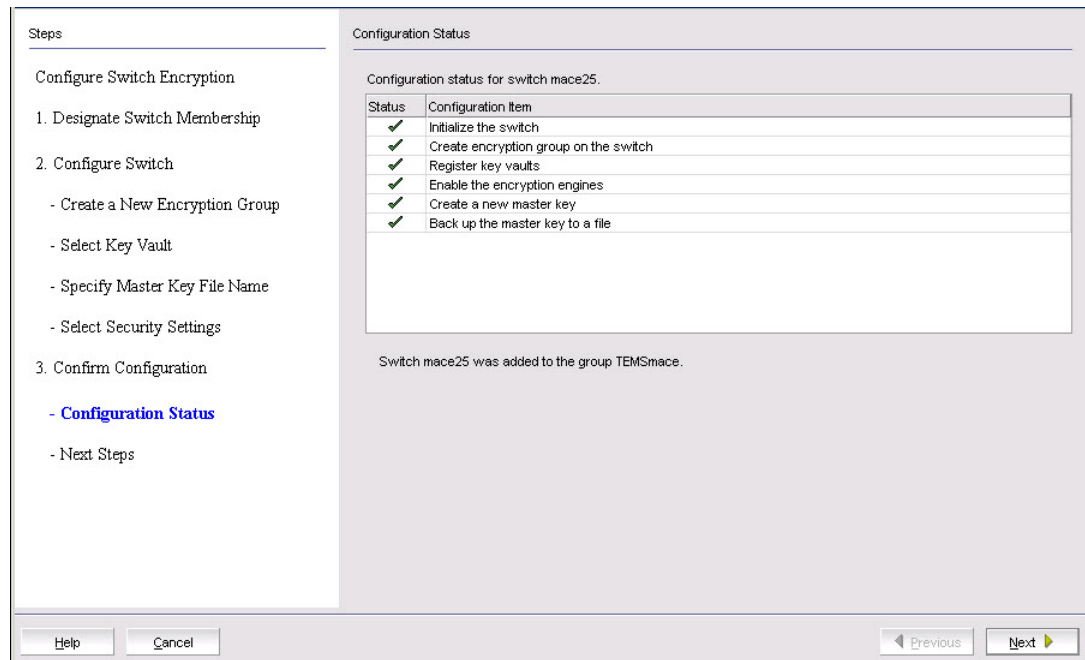 Steps
Configure Switch Encryption
1. Designate Switch Membership
2. Configure Switch
- Create a New Encryption Group
- Select Key Vault
- Specify Master Key File Name
- Select Security Settings
3. Confirm Configuration
- Configuration Status
- Next Steps
Configuration Status
Configuration status for switch mace25.
Status Configuration Item
Initialize the switch
Create encryption group on the switch
Register key vaults
Enable the encryption engines
Create a new master key
Back up the master key to a file
Switch mace25 was added to the group TEMSmace.
Help Cancel Previous Next